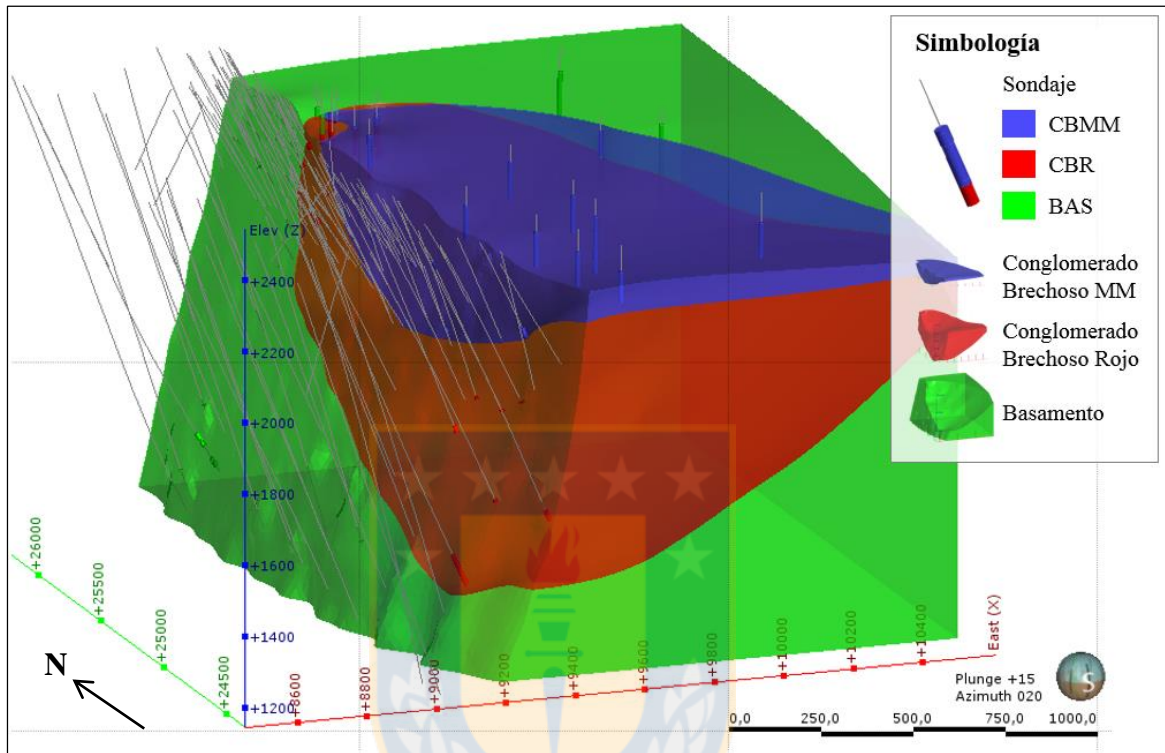 Simbología
Sondaje
CBMM
CBR
BAS
Conglomerado
Brechoso MM
Conglomerado
Brechoso Rojo
Basamento
Elev (Z)
+2400
+2200
+2000
+1800
+1600
+1400
+1200
+26000
+25500
+25000
+24500
N
+8600
+8800
+9000
+9200
+9400
+9600
+9800
+10000
+10200
+10400
East (X)
Plunge +15
Azimuth 020
S
0,0 250,0 500,0 750,0 1000,0